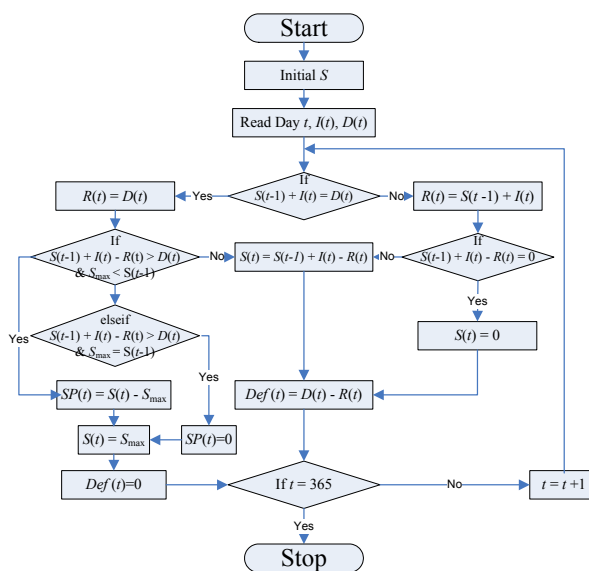 Start
Initial S
Read Day t, I(t), D(t)
If
S(t-1) + I(t) = D(t)
Yes
No
R(t) = D(t)
R(t) = S(t -1) + I(t)
If
S(t-1) + I(t) - R(t) > D(t)
& Smax < S(t-1)
No
S(t) = S(t-1) + I(t) - R(t)
No
If
S(t-1) + I(t) - R(t) = 0
Yes
elseif
S(t-1) + I(t) - R(t) > D(t)
& Smax = S(t-1)
Yes
Yes
S(t) = 0
SP(t) = S(t) - Smax
Def (t) = D(t) - R(t)
S(t) = Smax
SP(t)=0
Def (t)=0
If t = 365
No
t = t +1
Yes
Stop